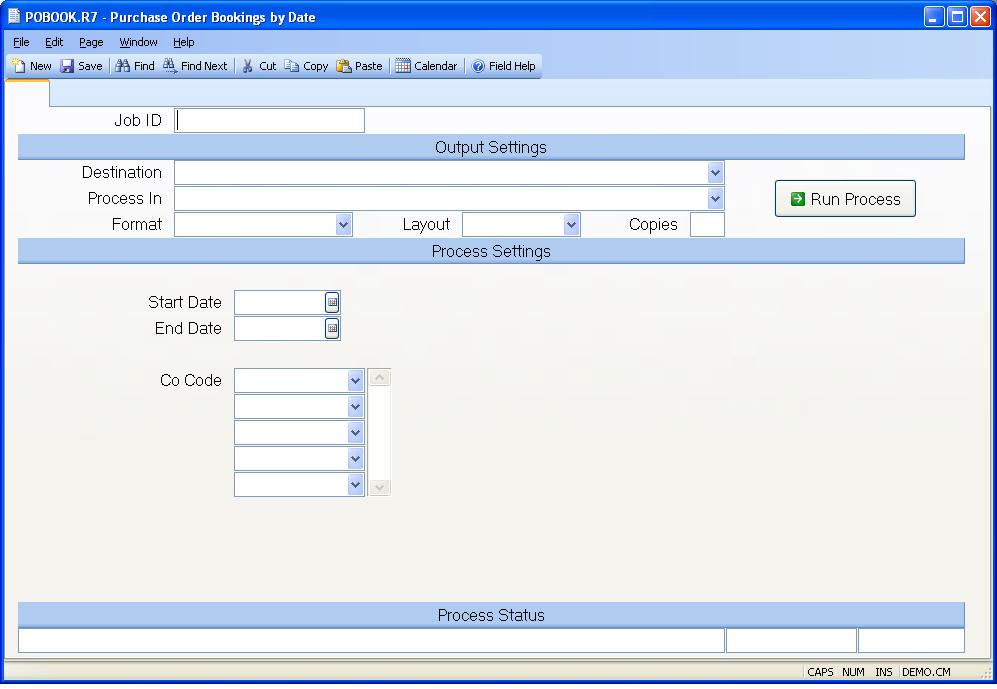 POBOOK.R7 - Purchase Order Bookings by Date
File Edit Page Window Help
New Save Find Find Next Cut Copy Paste Calendar Field Help
Job ID
Output Settings
Destination
Process In
Run Process
Format Layout Copies
Process Settings
Start Date
End Date
Co Code
Process Status
CAPS NUM INS DEMO.CM